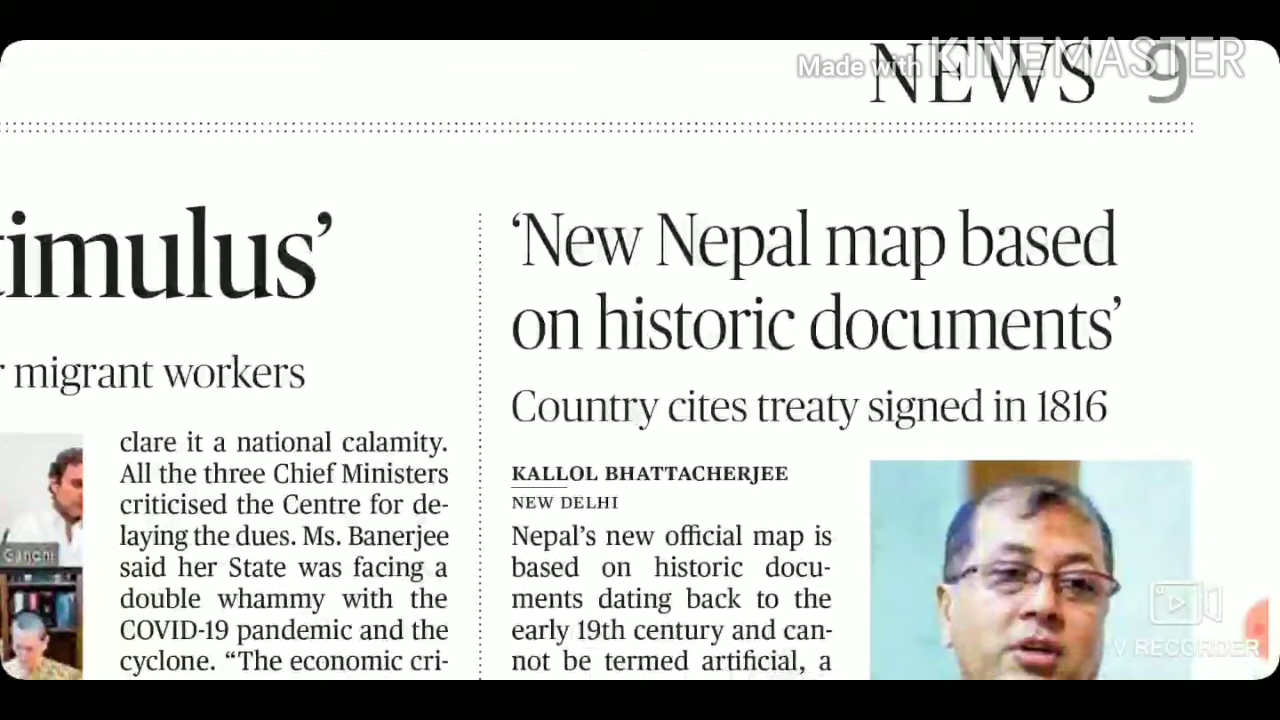 Made with KINEMASTER
NEWS 9
timulus’
r migrant workers
Gandhi
clare it a national calamity.
All the three Chief Ministers
criticised the Centre for de-
laying the dues. Ms. Banerjee
said her State was facing a
double whammy with the
COVID-19 pandemic and the
cyclone. “The economic cri-
‘New Nepal map based
on historic documents’
Country cites treaty signed in 1816
KALLOL BHATTACHERJEE
NEW DELHI
Nepal’s new official map is
based on historic docu-
ments dating back to the
early 19th century and can-
not be termed artificial, a
V RECORDER